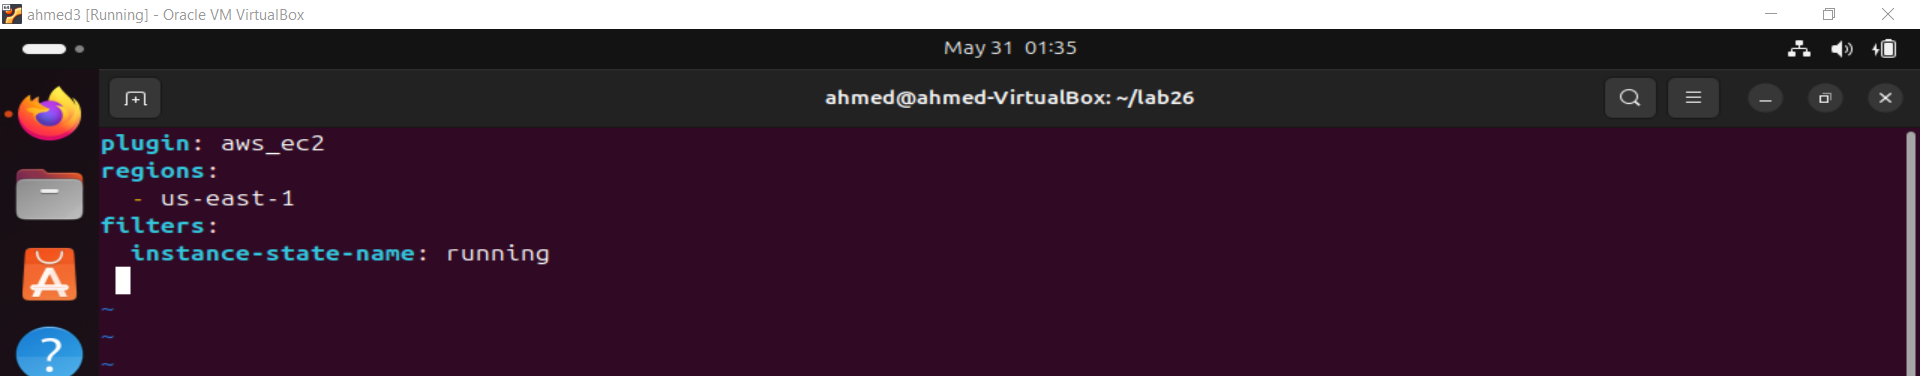 ahmed3 [Running] - Oracle VM VirtualBox
May 31 01:35
ahmed@ahmed-VirtualBox: ~/lab26
plugin: aws_ec2
regions:
  - us-east-1
filters:
  instance-state-name: running
~
~
~